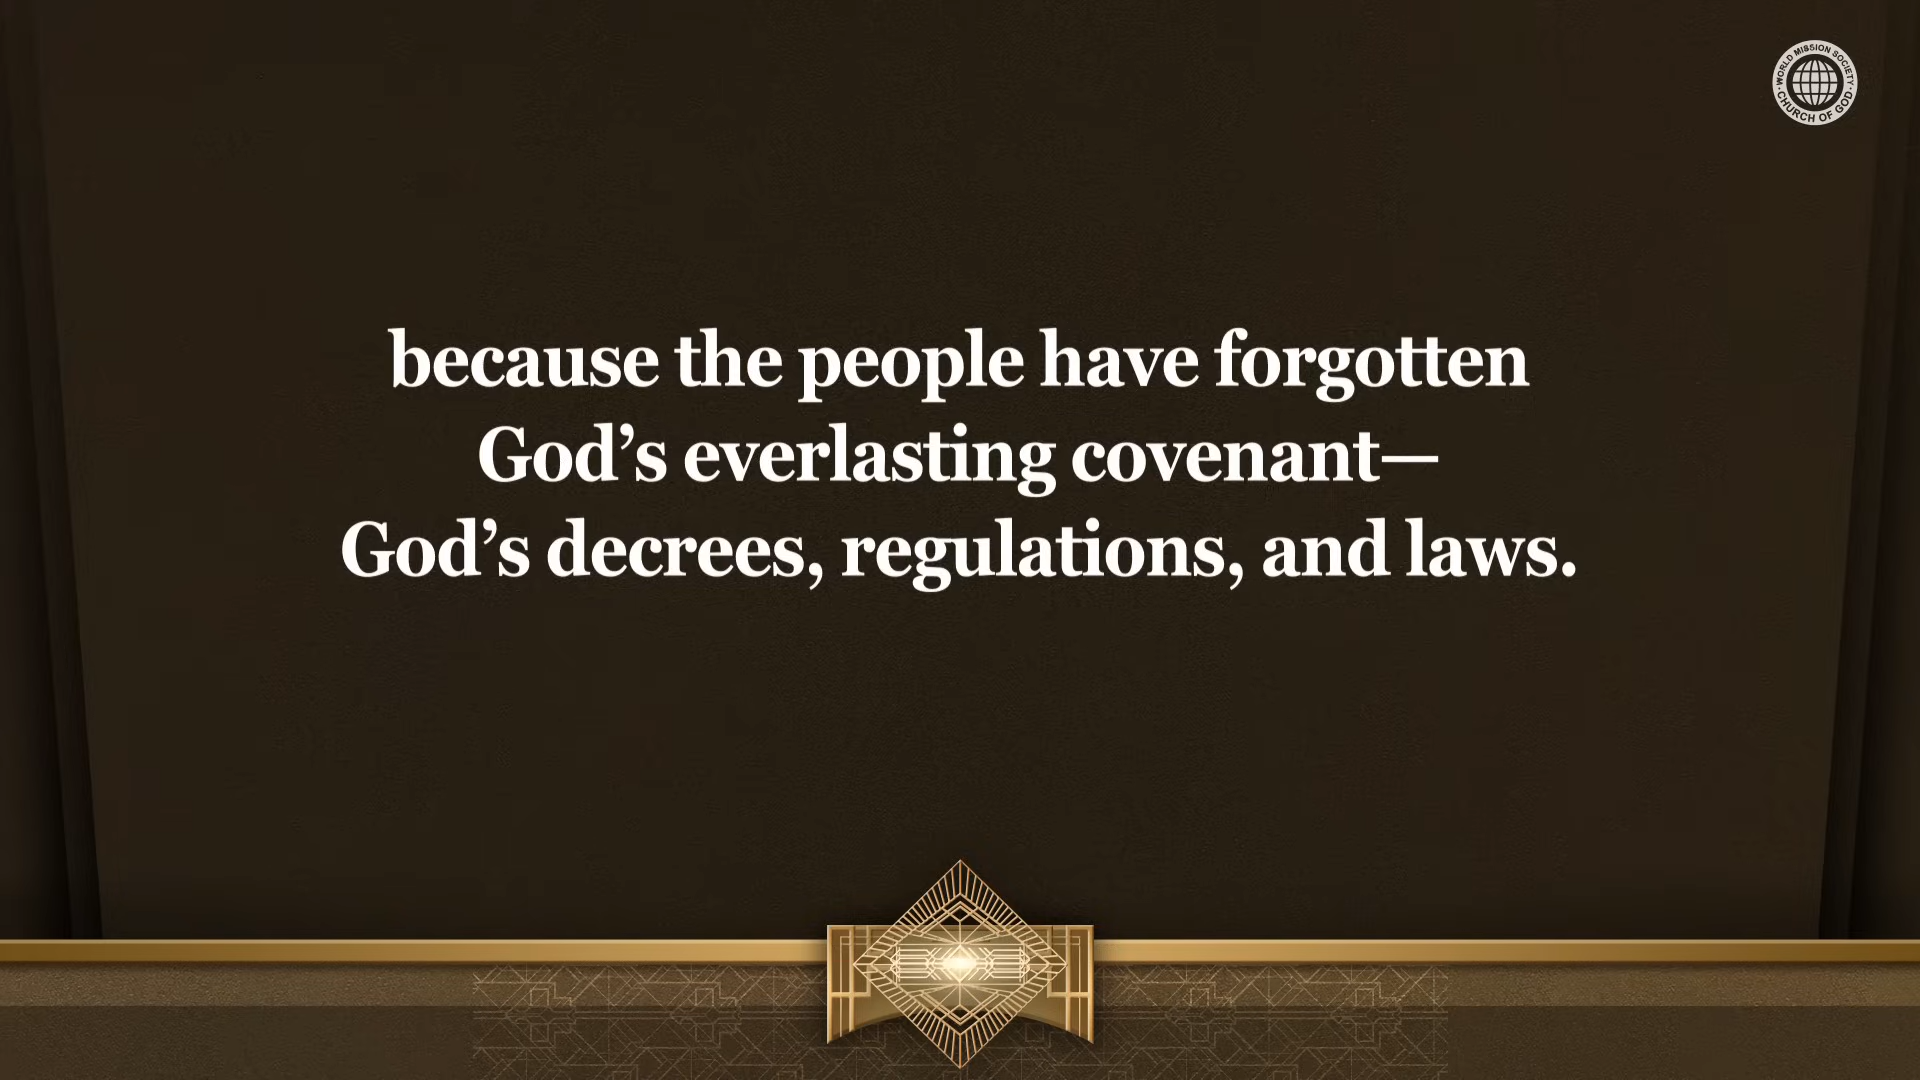 WORLD MISSION SOCIETY
CHURCH OF GOD
because the people have forgotten
God’s everlasting covenant—
God’s decrees, regulations, and laws.